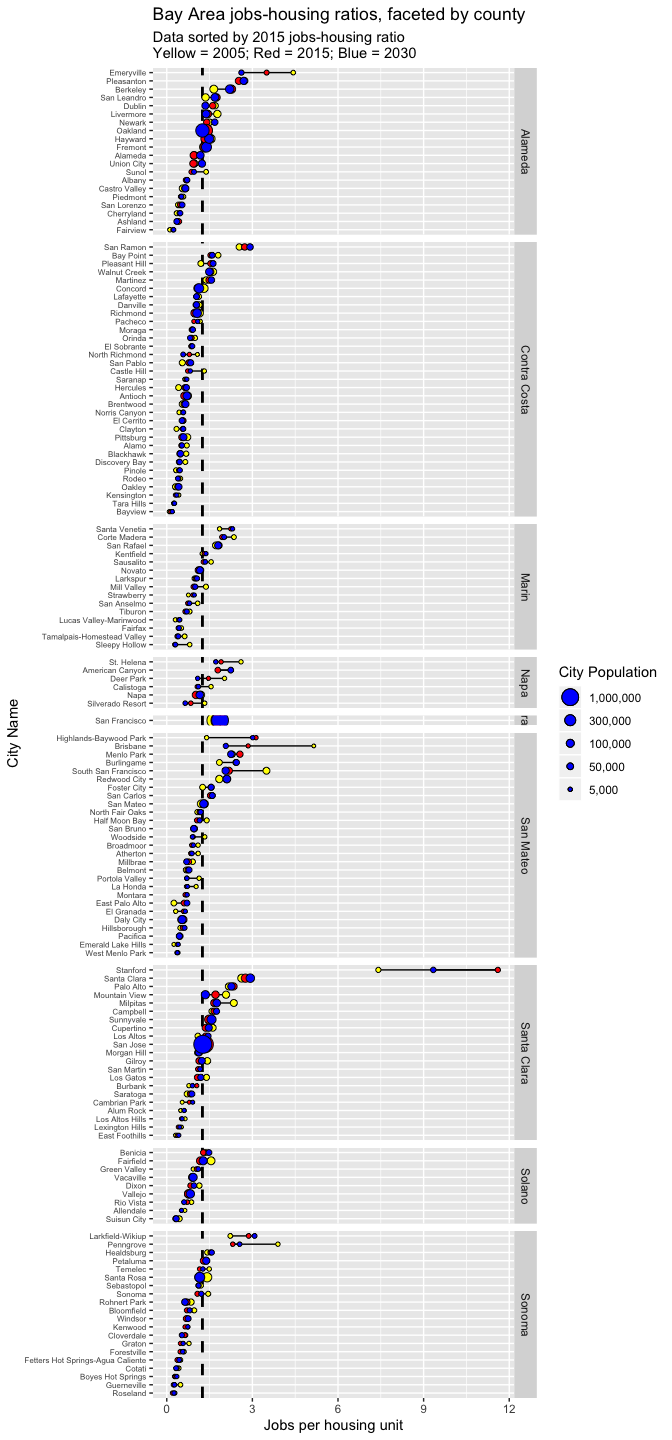 Bay Area jobs-housing ratios, faceted by county
Data sorted by 2015 jobs-housing ratio
Yellow = 2005; Red = 2015; Blue = 2030
City Name
Emeryville
Pleasanton
Berkeley
San Leandro
Dublin
Livermore
Newark
Oakland
Hayward
Fremont
Alameda
Union City
Sunol
Albany
Castro Valley
Piedmont
San Lorenzo
Cherryland
Ashland
Fairview
Alameda
San Ramon
Bay Point
Pleasant Hill
Walnut Creek
Martinez
Concord
Lafayette
Danville
Richmond
Pacheco
Moraga
Orinda
El Sobrante
North Richmond
San Pablo
Castle Hill
Saranap
Hercules
Antioch
Brentwood
Norris Canyon
El Cerrito
Clayton
Pittsburg
Alamo
Blackhawk
Discovery Bay
Pinole
Rodeo
Oakley
Kensington
Tara Hills
Bayview
Contra Costa
Santa Venetia
Corte Madera
San Rafael
Kentfield
Sausalito
Novato
Larkspur
Mill Valley
Strawberry
San Anselmo
Tiburon
Lucas Valley-Marinwood
Fairfax
Tamalpais-Homestead Valley
Sleepy Hollow
Marin
St. Helena
American Canyon
Deer Park
Calistoga
Napa
Silverado Resort
Napa
San Francisco
ra
Highlands-Baywood Park
Brisbane
Menlo Park
Burlingame
South San Francisco
Redwood City
Foster City
San Carlos
San Mateo
North Fair Oaks
Half Moon Bay
San Bruno
Woodside
Broadmoor
Atherton
Millbrae
Belmont
Portola Valley
La Honda
Montara
East Palo Alto
El Granada
Daly City
Hillsborough
Pacifica
Emerald Lake Hills
West Menlo Park
San Mateo
Stanford
Santa Clara
Palo Alto
Mountain View
Milpitas
Campbell
Sunnyvale
Cupertino
Los Altos
San Jose
Morgan Hill
Gilroy
San Martin
Los Gatos
Burbank
Saratoga
Cambrian Park
Alum Rock
Los Altos Hills
Lexington Hills
East Foothills
Santa Clara
Benicia
Fairfield
Green Valley
Vacaville
Dixon
Vallejo
Rio Vista
Allendale
Suisun City
Solano
Larkfield-Wikiup
Penngrove
Healdsburg
Petaluma
Temelec
Santa Rosa
Sebastopol
Sonoma
Rohnert Park
Bloomfield
Windsor
Kenwood
Cloverdale
Graton
Forestville
Fetters Hot Springs-Agua Caliente
Cotati
Boyes Hot Springs
Guerneville
Roseland
Sonoma
0 3 6 9 12
Jobs per housing unit
City Population
1,000,000
300,000
100,000
50,000
5,000